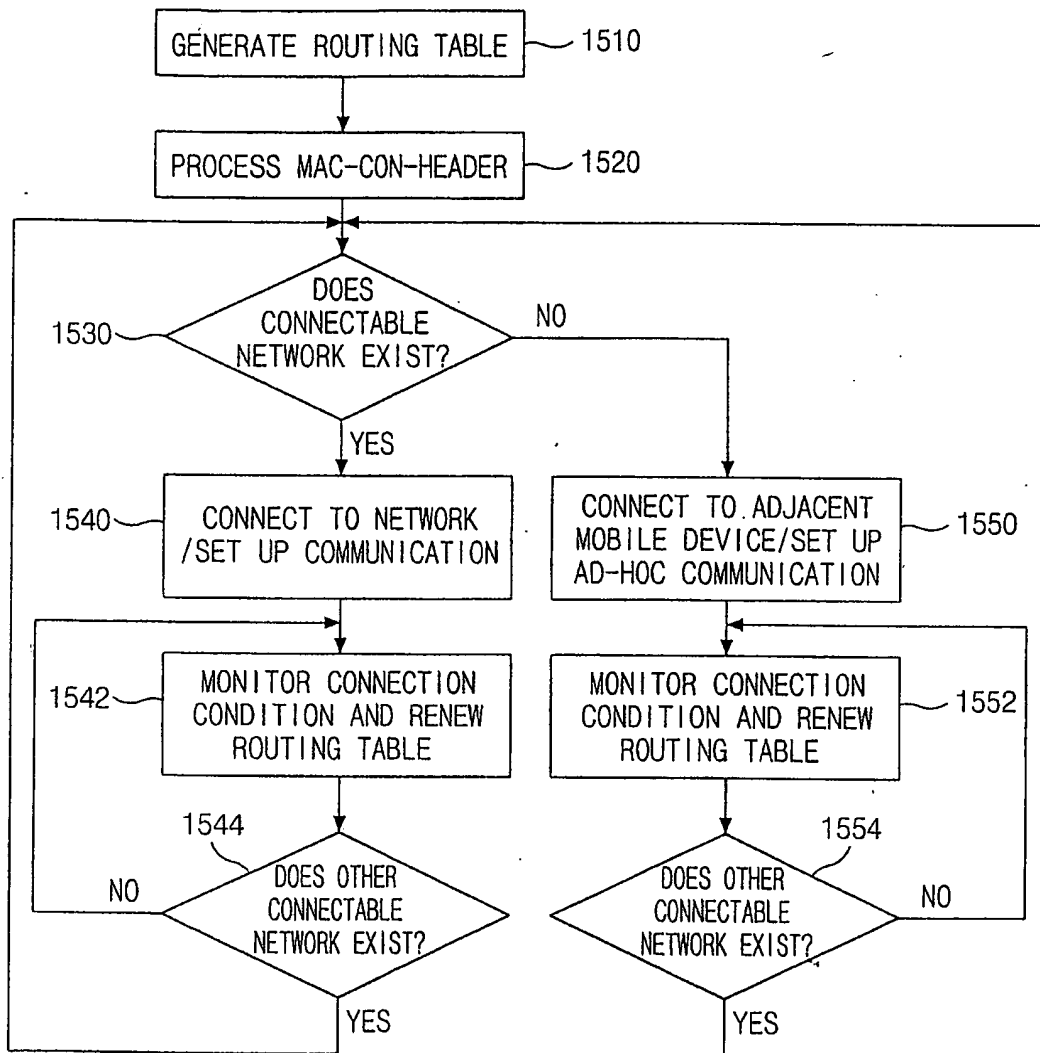 GENERATE ROUTING TABLE
1510
PROCESS MAC-CON-HEADER
1520
DOES
CONNECTABLE
NETWORK EXIST?
1530
NO
YES
1540
CONNECT TO NETWORK
/SET UP COMMUNICATION
CONNECT TO ADJACENT
MOBILE DEVICE/SET UP
AD-HOC COMMUNICATION
1550
1542
MONITOR CONNECTION
CONDITION AND RENEW
ROUTING TABLE
MONITOR CONNECTION
CONDITION AND RENEW
ROUTING TABLE
1552
1544
DOES OTHER
CONNECTABLE
NETWORK EXIST?
NO
YES
1554
DOES OTHER
CONNECTABLE
NETWORK EXIST?
NO
YES